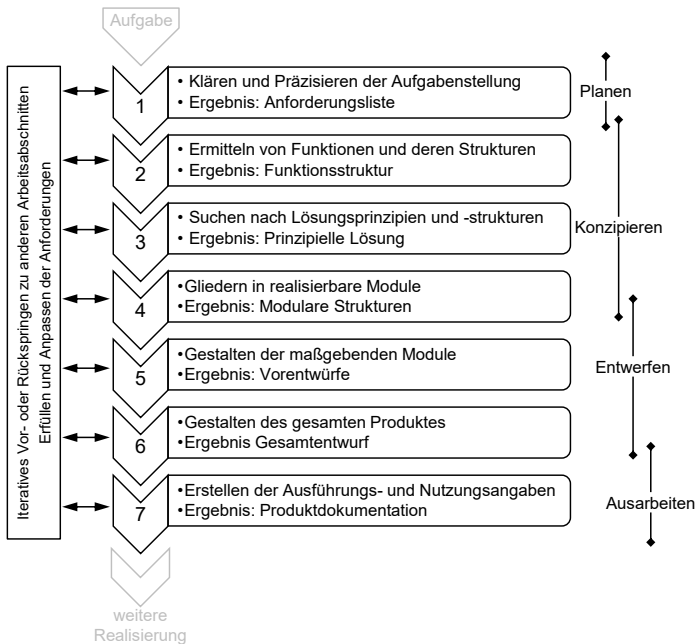 Aufgabe
Iteratives Vor- oder Rückspringen zu anderen Arbeitsabschnitten
Erfüllen und Anpassen der Anforderungen
1
• Klären und Präzisieren der Aufgabenstellung
• Ergebnis: Anforderungsliste
Planen
2
• Ermitteln von Funktionen und deren Strukturen
• Ergebnis: Funktionsstruktur
3
• Suchen nach Lösungsprinzipien und -strukturen
• Ergebnis: Prinzipielle Lösung
Konzipieren
4
•Gliedern in realisierbare Module
•Ergebnis: Modulare Strukturen
5
•Gestalten der maßgebenden Module
•Ergebnis: Vorentwürfe
Entwerfen
6
•Gestalten des gesamten Produktes
•Ergebnis Gesamtentwurf
7
•Erstellen der Ausführungs- und Nutzungsangaben
•Ergebnis: Produktdokumentation
Ausarbeiten
weitere
Realisierung